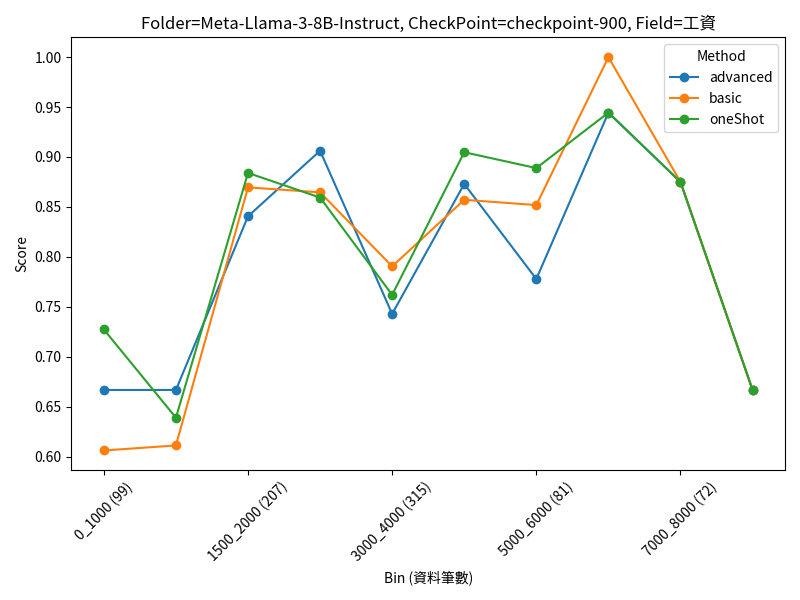 Folder=Meta-Llama-3-8B-Instruct, CheckPoint=checkpoint-900, Field=工資
Method
advanced
basic
oneShot
Score
1.00
0.95
0.90
0.85
0.80
0.75
0.70
0.65
0.60
0_1000 (99)
1500_2000 (207)
3000_4000 (315)
5000_6000 (81)
7000_8000 (72)
Bin (資料筆數)